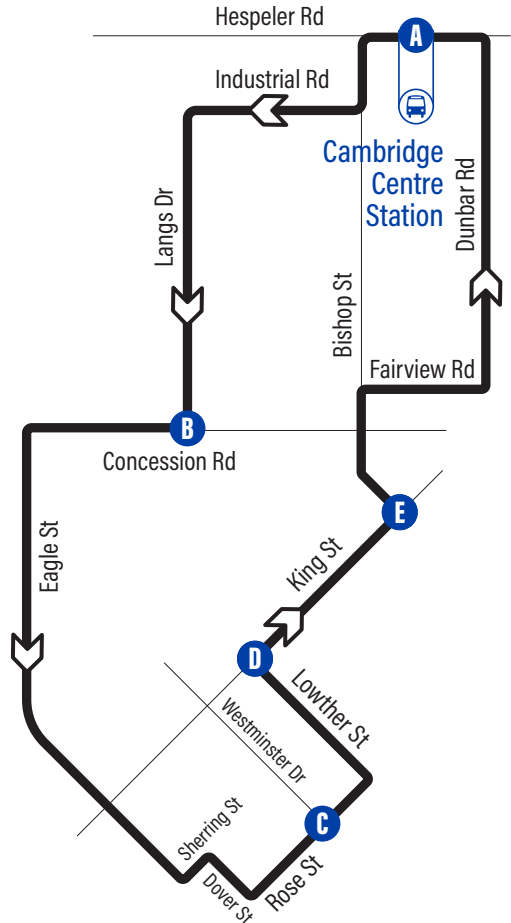 Hespeler Rd
A
Industrial Rd
Cambridge
Centre
Station
Langs Dr
Dunbar Rd
Bishop St
Fairview Rd
B
Concession Rd
E
Eagle St
King St
D
Lowther St
Westminster Dr
C
Sherring St
Rose St
Dover St